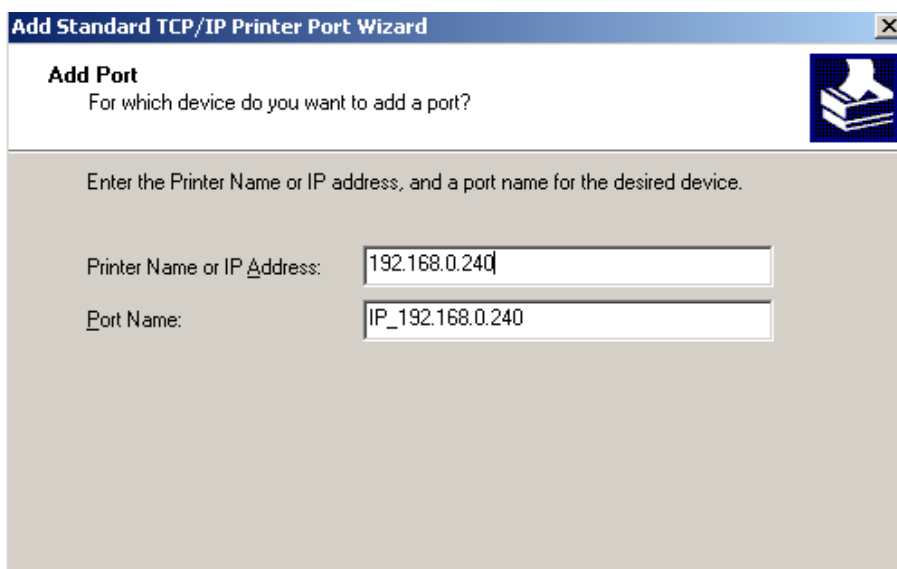 Add Standard TCP/IP Printer Port Wizard
Add Port
For which device do you want to add a port?
Enter the Printer Name or IP address, and a port name for the desired device.
Printer Name or IP Address: 192.168.0.240
Port Name: IP_192.168.0.240